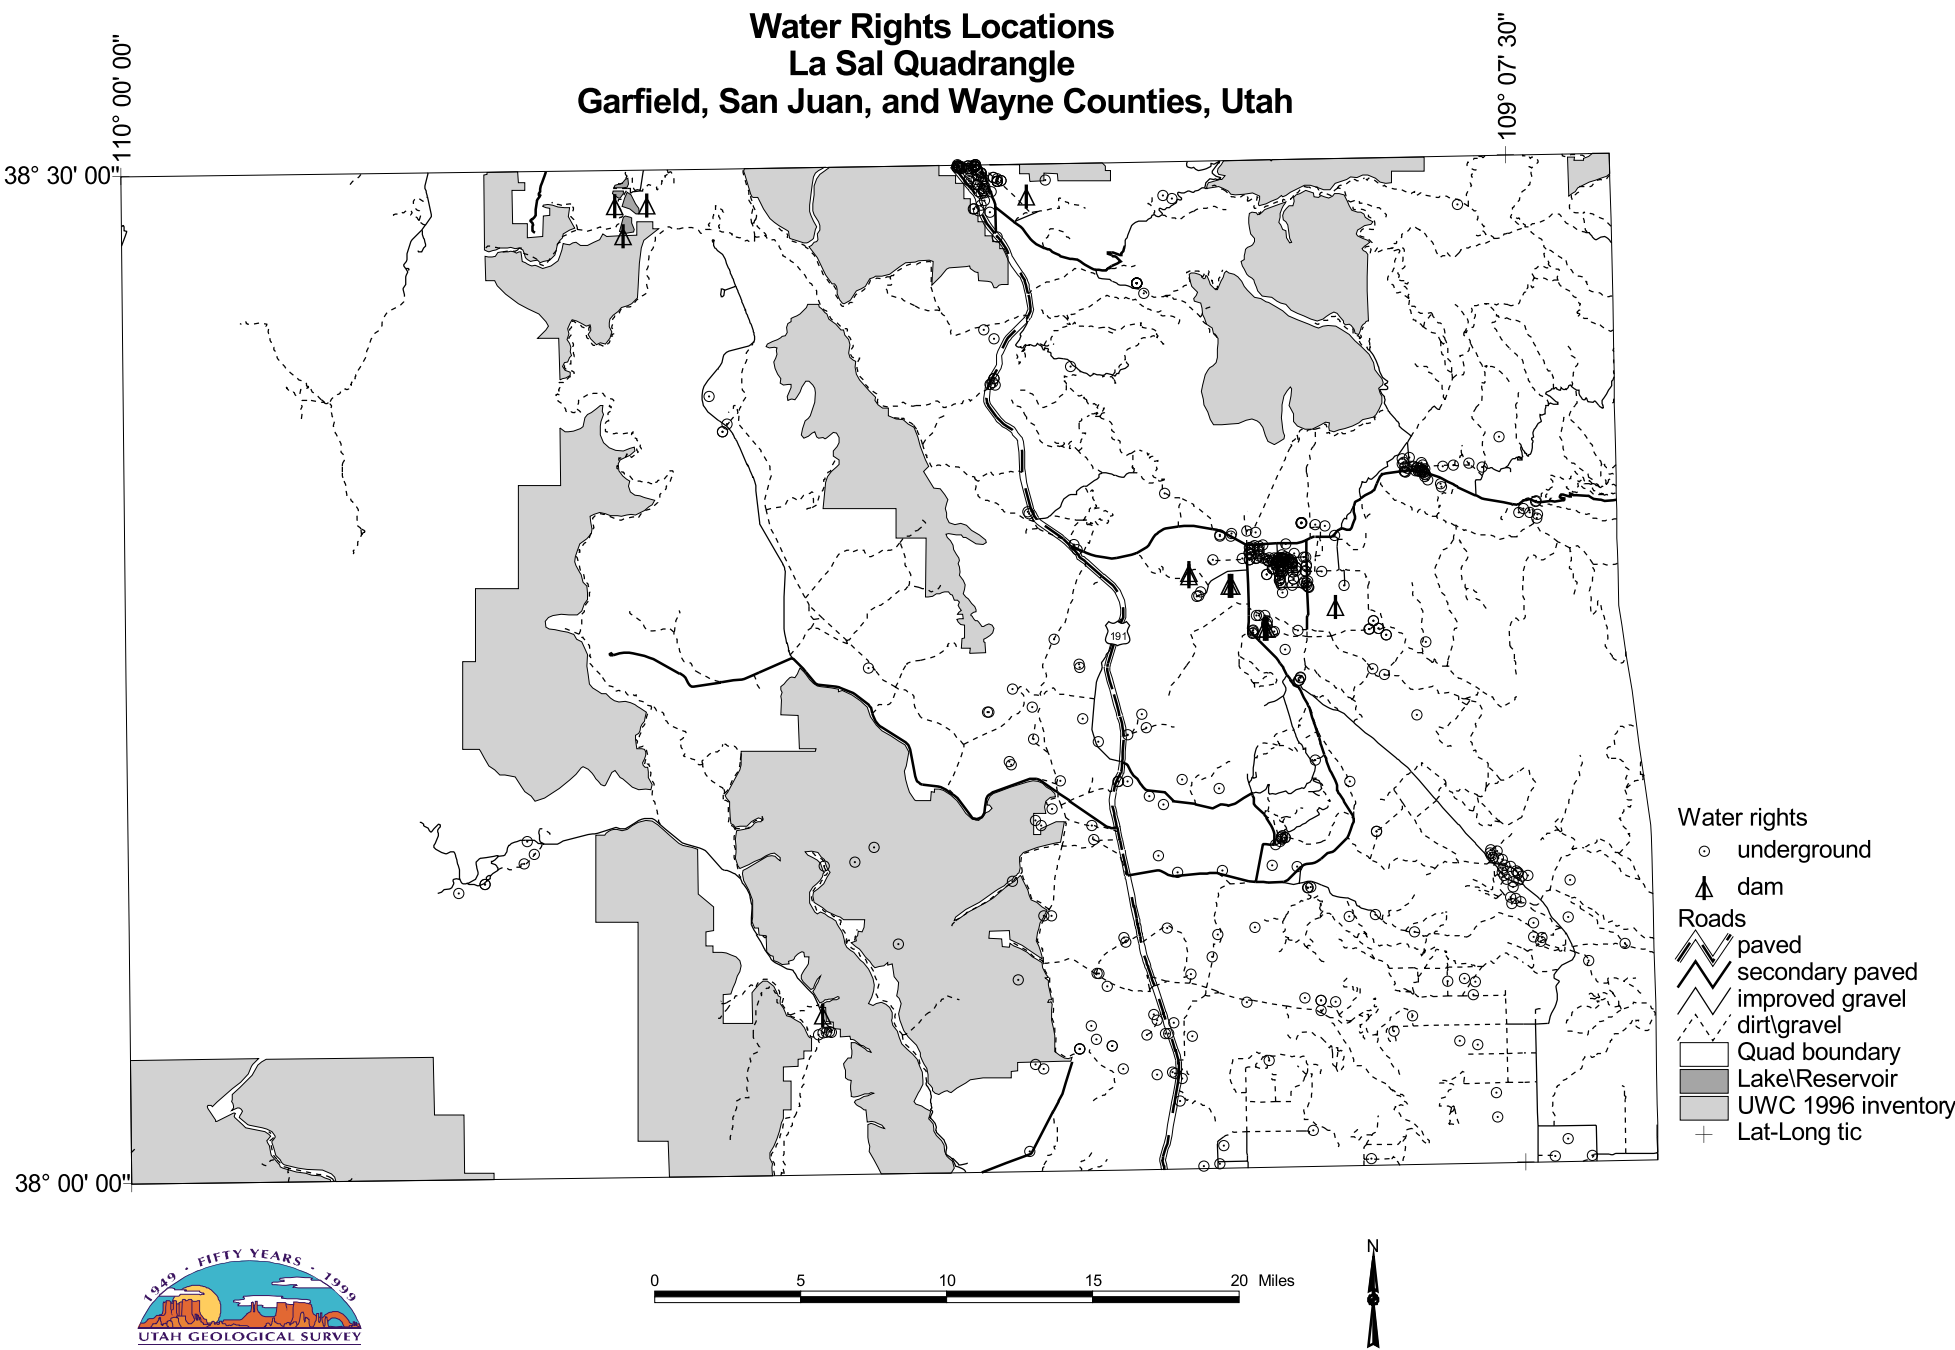 Water Rights Locations
La Sal Quadrangle
Garfield, San Juan, and Wayne Counties, Utah
110° 00' 00"
109° 07' 30"
38° 30' 00"
191
Water rights
underground
dam
Roads
paved
secondary paved
improved gravel
dirt\gravel
Quad boundary
Lake\Reservoir
UWC 1996 inventory
Lat-Long tic
38° 00' 00"
1949 - FIFTY YEARS - 1999
UTAH GEOLOGICAL SURVEY
0 5 10 15 20 Miles
N